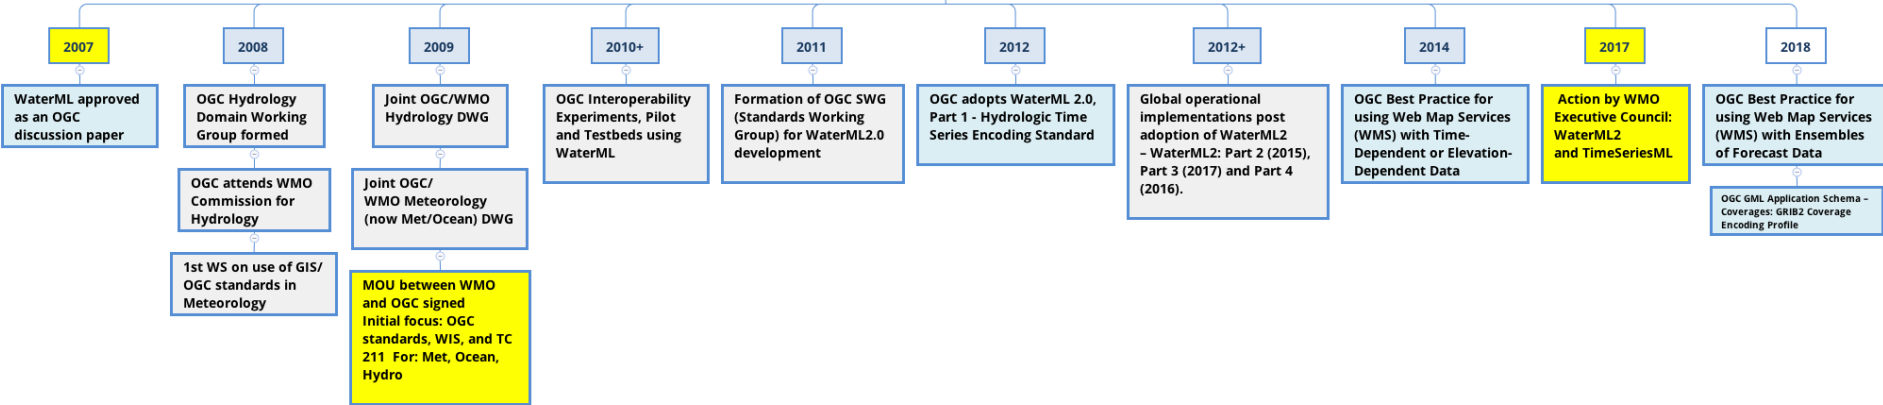 2007
WaterML approved
as an OGC
discussion paper
2008
OGC Hydrology
Domain Working
Group formed
OGC attends WMO
Commission for
Hydrology
1st WS on use of GIS/
OGC standards in
Meteorology
2009
Joint OGC/WMO
Hydrology DWG
Joint OGC/
WMO Meteorology
(now Met/Ocean) DWG
MOU between WMO
and OGC signed
Initial focus: OGC
standards, WIS, and TC
211 For: Met, Ocean,
Hydro
2010+
OGC Interoperability
Experiments, Pilot
and Testbeds using
WaterML
2011
Formation of OGC SWG
(Standards Working
Group) for WaterML2.0
development
2012
OGC adopts WaterML 2.0,
Part 1 - Hydrologic Time
Series Encoding Standard
2012+
Global operational
implementations post
adoption of WaterML2
– WaterML2: Part 2 (2015),
Part 3 (2017) and Part 4
(2016).
2014
OGC Best Practice for
using Web Map Services
(WMS) with Time-
Dependent or Elevation-
Dependent Data
2017
Action by WMO
Executive Council:
WaterML2
and TimeSeriesML
2018
OGC Best Practice for
using Web Map Services
(WMS) with Ensembles
of Forecast Data
OGC GML Application Schema –
Coverages: GRIB2 Coverage
Encoding Profile